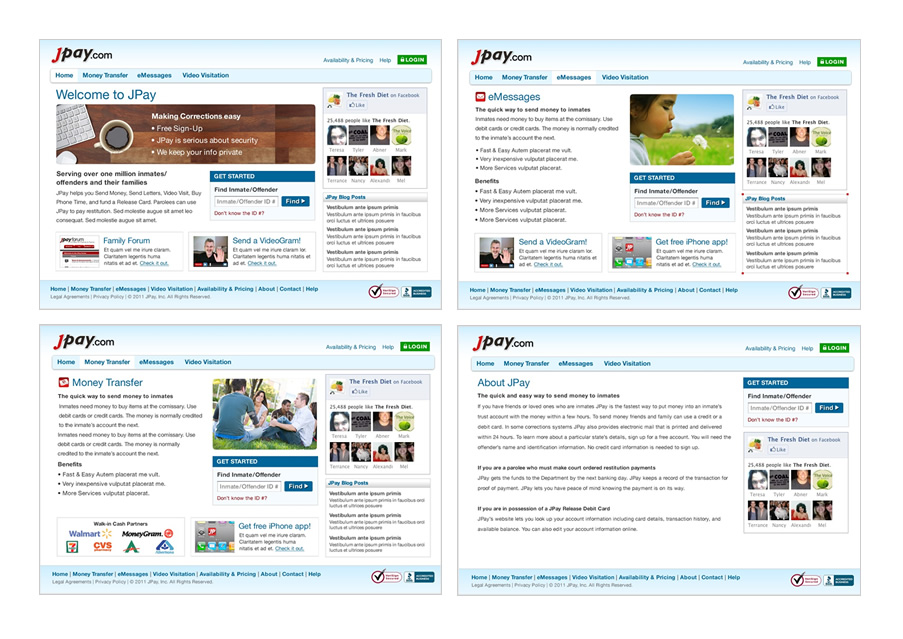 JPay.com
Availability & Pricing Help LOGIN
Home Money Transfer eMessages Video Visitation
Welcome to JPay
Making Corrections easy
• Free Sign-Up
• JPay is serious about security
• We keep your info private
Serving over one million inmates/
offenders and their families
JPay helps you Send Money, Send Letters, Video Visit, Buy
Phone Time, and fund a Release Card. Parolees can use
JPay to pay restitution. Sed molestie augue sit amet leo
consequat. Sed molestie augue sit amet.
GET STARTED
Find Inmate/Offender
Inmate/Offender ID # Find
Don't know the ID #?
Family Forum
Et quam vel me iriure claram.
Claritatem legentis huma
nitatis et ad et. Check it out.
Send a VideoGram!
Et quam vel me iriure claram lor.
Claritatem legentis huma
nitatis et ad et. Check it out.
The Fresh Diet on Facebook
Like
25,488 people like The Fresh Diet.
Teresa Tyler Abner Mark
Terrance Nancy Alexandi Mel
JPay Blog Posts
Vestibulum ante ipsum primis
Vestibulum ante ipsum primis in faucibus
orci luctus et ultrices posuere
Vestibulum ante ipsum primis
Vestibulum ante ipsum primis in faucibus
orci luctus et ultrices posuere
Vestibulum ante ipsum primis
Vestibulum ante ipsum primis in faucibus
orci luctus et ultrices posuere
Home | Money Transfer | eMessages | Video Visitation | Availability & Pricing | About | Contact | Help
Legal Agreements | Privacy Policy | © 2011 JPay, Inc. All Rights Reserved.
JPay.com
Availability & Pricing Help LOGIN
Home Money Transfer eMessages Video Visitation
eMessages
The quick way to send money to inmates
Inmates need money to buy items at the comissary. Use
debit cards or credit cards. The money is normally credited
to the inmate's account the next.
• Fast & Easy Autem placerat me vult.
• Very inexpensive vulputat placerat me.
• More Services vulputat placerat.
Benefits
• Fast & Easy Autem placerat me vult.
• Very inexpensive vulputat placerat me.
• More Services vulputat placerat.
• More Services vulputat placerat.
GET STARTED
Find Inmate/Offender
Inmate/Offender ID # Find
Don't know the ID #?
Send a VideoGram!
Et quam vel me iriure claram lor.
Claritatem legentis huma
nitatis et ad et. Check it out.
Get free iPhone app!
Et quam vel me iriure claram.
Claritatem legentis huma
nitatis et ad et. Check it out.
The Fresh Diet on Facebook
Like
25,488 people like The Fresh Diet.
Teresa Tyler Abner Mark
Terrance Nancy Alexandi Mel
JPay Blog Posts
Vestibulum ante ipsum primis
Vestibulum ante ipsum primis in faucibus
orci luctus et ultrices posuere
Vestibulum ante ipsum primis
Vestibulum ante ipsum primis in faucibus
orci luctus et ultrices posuere
Vestibulum ante ipsum primis
Vestibulum ante ipsum primis in faucibus
orci luctus et ultrices posuere
Home | Money Transfer | eMessages | Video Visitation | Availability & Pricing | About | Contact | Help
Legal Agreements | Privacy Policy | © 2011 JPay, Inc. All Rights Reserved.
JPay.com
Availability & Pricing Help LOGIN
Home Money Transfer eMessages Video Visitation
Money Transfer
The quick way to send money to inmates
Inmates need money to buy items at the comissary. Use
debit cards or credit cards. The money is normally credited
to the inmate's account the next.
Inmates need money to buy items at the comissary. Use
debit cards or credit cards. The money is normally
credited to the inmate's account the next.
Benefits
• Fast & Easy Autem placerat me vult.
• Very inexpensive vulputat placerat me.
• More Services vulputat placerat.
GET STARTED
Find Inmate/Offender
Inmate/Offender ID # Find
Don't know the ID #?
Walk-in Cash Partners
Walmart MoneyGram.
7 CVS pharmacy Albertsons
Get free iPhone app!
Et quam vel me iriure claram.
Claritatem legentis huma
nitatis et ad et. Check it out.
The Fresh Diet on Facebook
Like
25,488 people like The Fresh Diet.
Teresa Tyler Abner Mark
Terrance Nancy Alexandi Mel
JPay Blog Posts
Vestibulum ante ipsum primis
Vestibulum ante ipsum primis in faucibus
orci luctus et ultrices posuere
Vestibulum ante ipsum primis
Vestibulum ante ipsum primis in faucibus
orci luctus et ultrices posuere
Vestibulum ante ipsum primis
Vestibulum ante ipsum primis in faucibus
orci luctus et ultrices posuere
Home | Money Transfer | eMessages | Video Visitation | Availability & Pricing | About | Contact | Help
Legal Agreements | Privacy Policy | © 2011 JPay, Inc. All Rights Reserved.
JPay.com
Availability & Pricing Help LOGIN
Home Money Transfer eMessages Video Visitation
About JPay
The quick and easy way to send money to inmates
If you have friends or loved ones who are inmates JPay is the fastest way to put money into an inmate's
trust account with the money within a few hours. To send money friends and family can use a credit or a
debit card. In some corrections systems JPay also provides electronic mail that is printed and delivered
within 24 hours. To learn more about a particular state's details, sign up for a free account. You will need the
offender's name and identification information. No credit card information is needed to sign up.
If you are a parolee who must make court ordered restitution payments
JPay gets the funds to the Department by the next banking day. JPay keeps a record of the transaction for
proof of payment. JPay lets you have peace of mind knowing the payment is on its way.
If you are in possession of a JPay Release Debit Card
JPay's website lets you look up your account information including card details, transaction history, and
available balance. You can also edit your account information online.
GET STARTED
Find Inmate/Offender
Inmate/Offender ID # Find
Don't know the ID #?
The Fresh Diet on Facebook
Like
25,488 people like The Fresh Diet.
Teresa Tyler Abner Mark
Terrance Nancy Alexandi Mel
Home | Money Transfer | eMessages | Video Visitation | Availability & Pricing | About | Contact | Help
Legal Agreements | Privacy Policy | © 2011 JPay, Inc. All Rights Reserved.